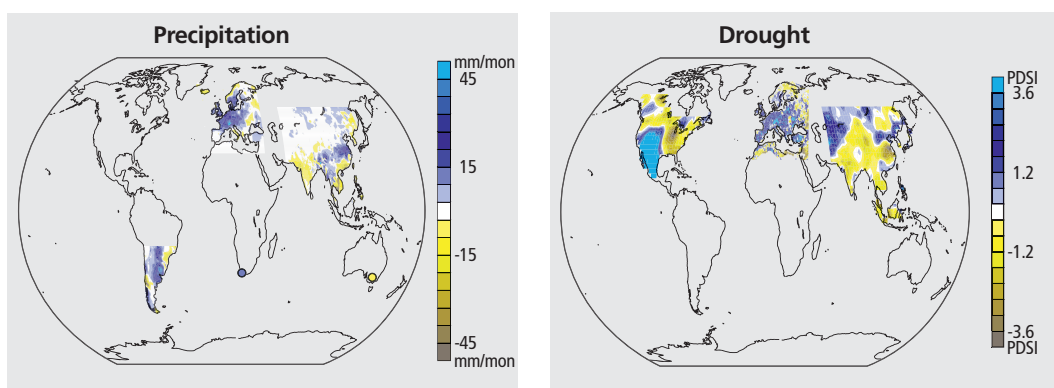 Precipitation
mm/mon
45
15
-15
-45
mm/mon
Drought
PDSI
3.6
1.2
-1.2
-3.6
PDSI